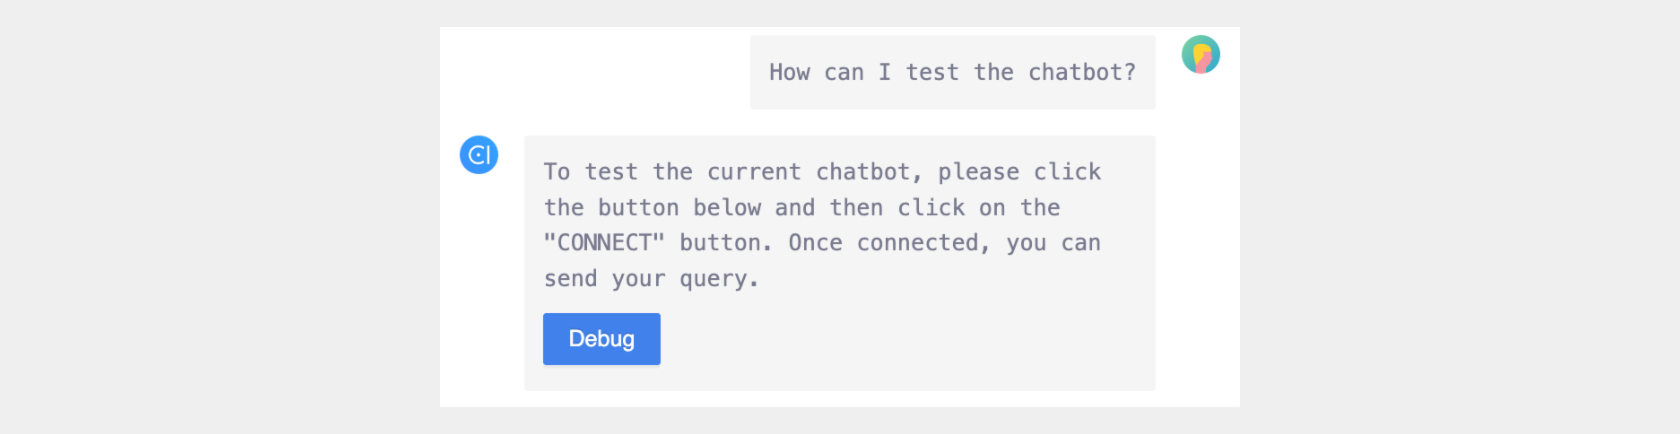 How can I test the chatbot?
To test the current chatbot, please click
the button below and then click on the
"CONNECT" button. Once connected, you can
send your query.
Debug